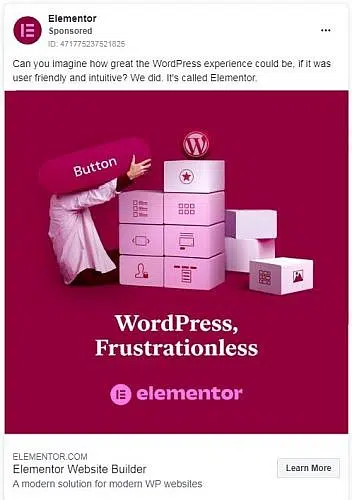 Elementor
Sponsored
ID: 471775237521825
Can you imagine how great the WordPress experience could be, if it was
user friendly and intuitive? We did. It's called Elementor.
Button
WordPress,
Frustrationless
elementor
ELEMENTOR.COM
Elementor Website Builder
A modern solution for modern WP websites
Learn More